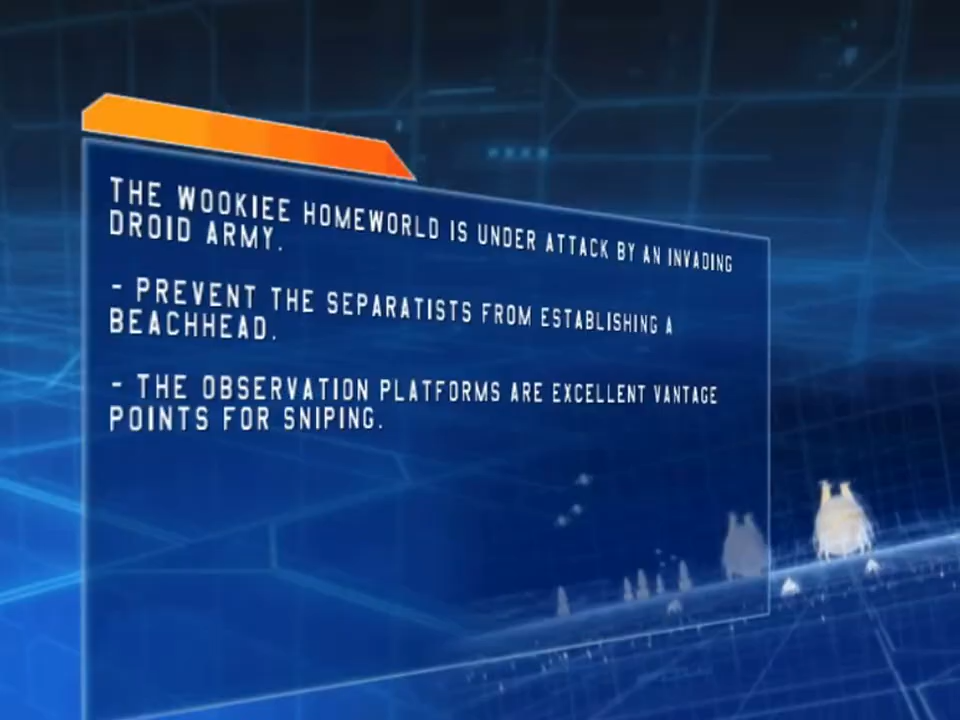 THE WOOKIEE HOMEWORLD IS UNDER ATTACK BY AN INVADING
DROID ARMY.
- PREVENT THE SEPARATISTS FROM ESTABLISHING A
BEACHHEAD.
- THE OBSERVATION PLATFORMS ARE EXCELLENT VANTAGE
POINTS FOR SNIPING.